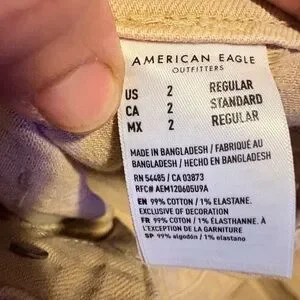 AMERICAN EAGLE
OUTFITTERS
US 2 REGULAR
CA 2 STANDARD
MX 2 REGULAR
MADE IN BANGLADESH / FABRIQUÉ AU
BANGLADESH / HECHO EN BANGLADESH
RN 54485 / CA 03873
RFC# AEM120605U9A
EN 99% COTTON / 1% ELASTANE.
EXCLUSIVE OF DECORATION
FR 99% COTON / 1% ÉLASTHANNE. À
L'EXCEPTION DE LA GARNITURE
SP 99% algodón / 1% elastano